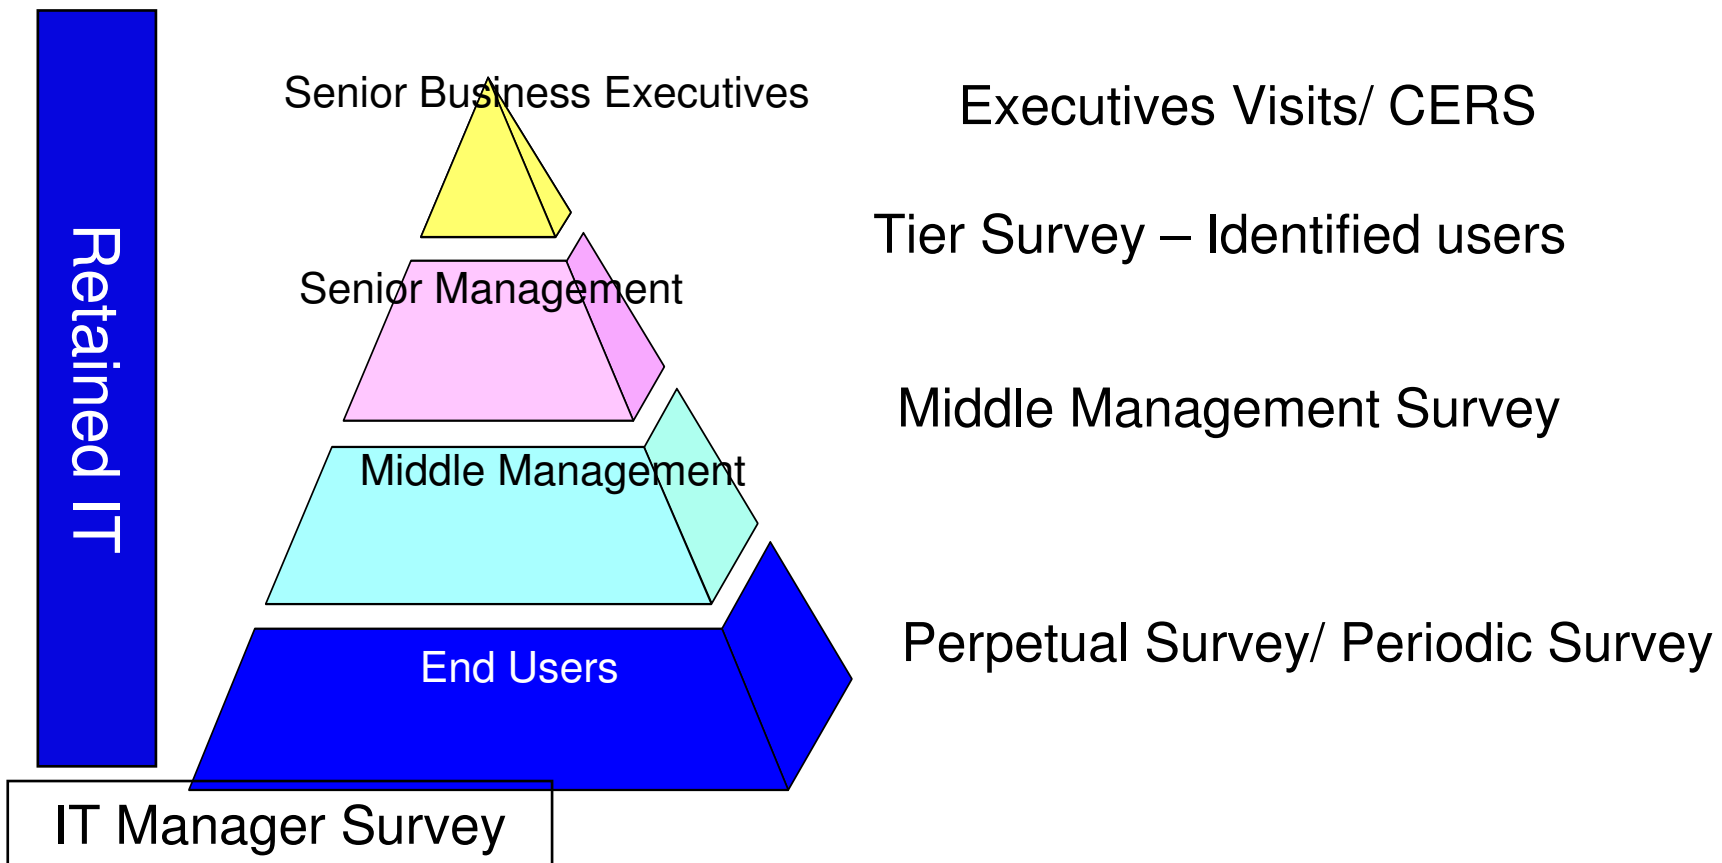 Retained IT
Senior Business Executives
Executives Visits/ CERS
Tier Survey – Identified users
Senior Management
Middle Management Survey
Middle Management
Perpetual Survey/ Periodic Survey
End Users
IT Manager Survey